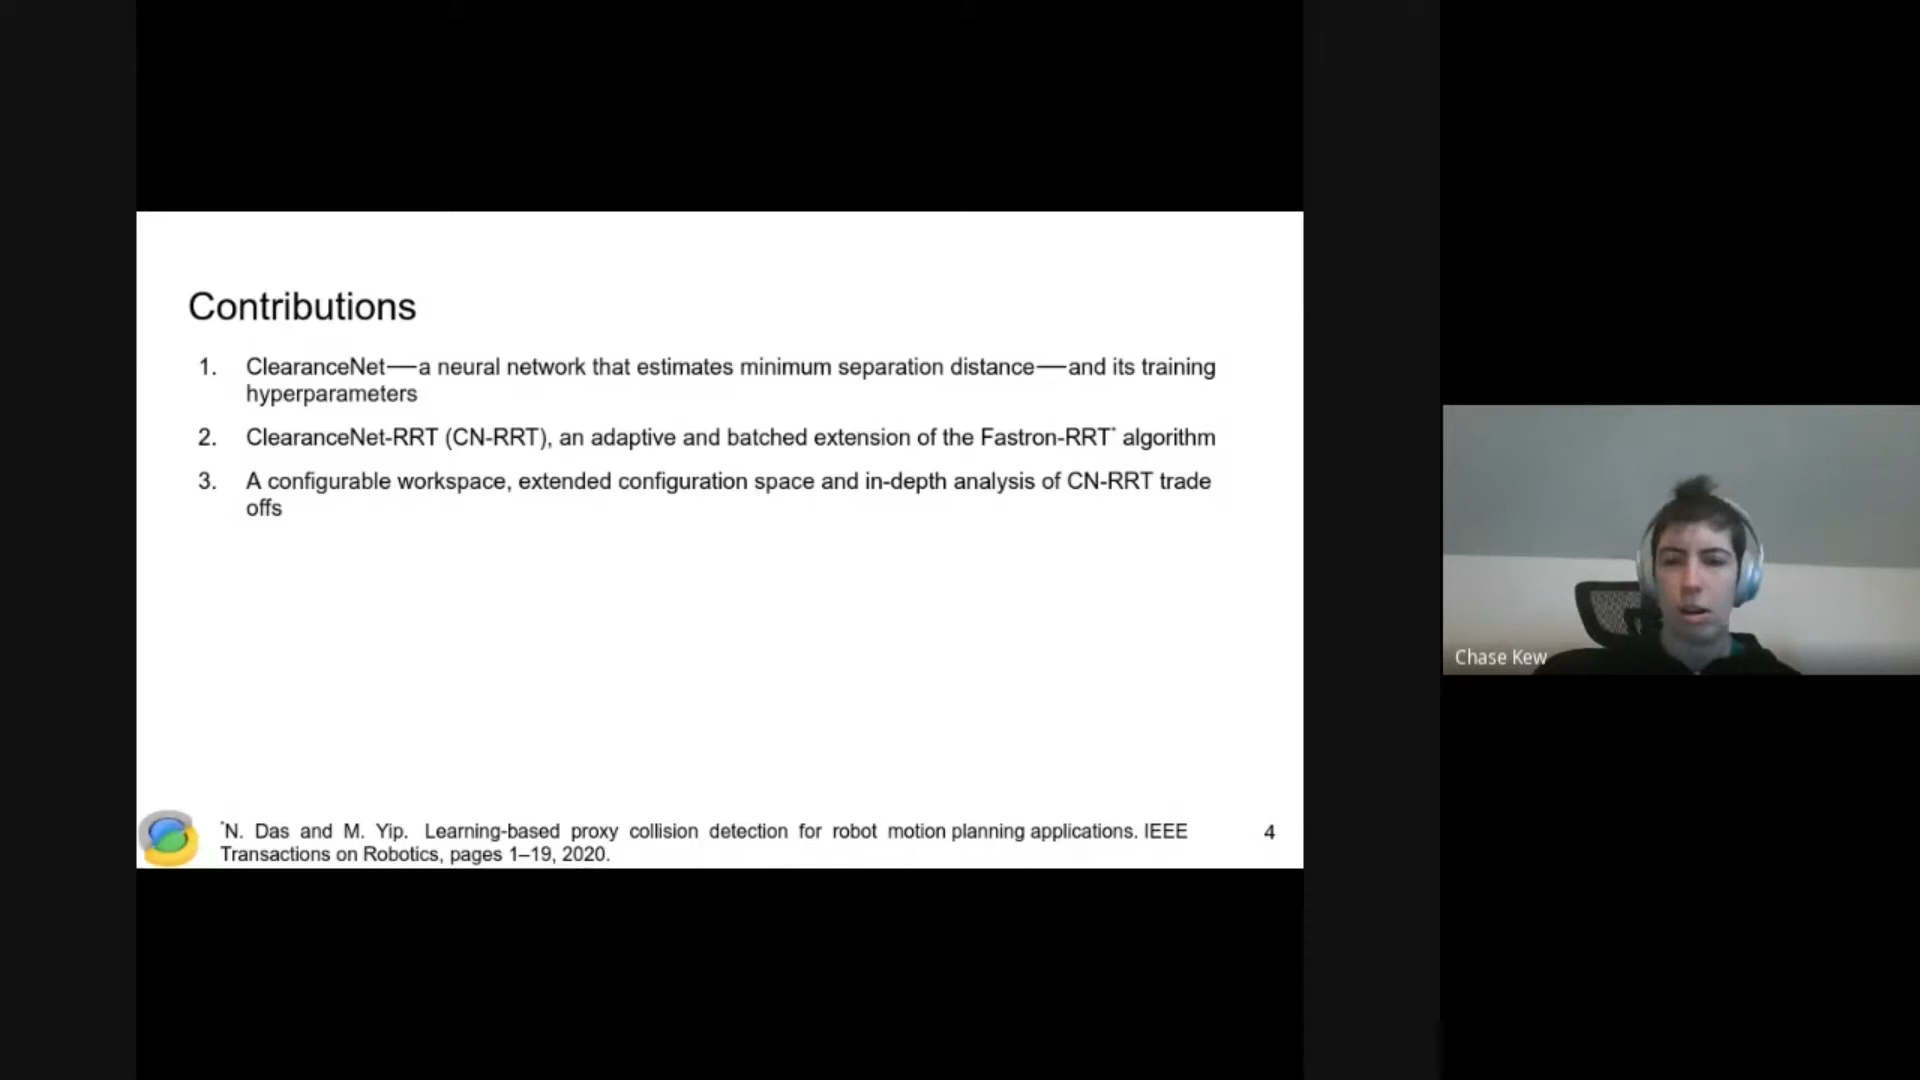 Contributions
1. ClearanceNet—a neural network that estimates minimum separation distance—and its training
hyperparameters
2. ClearanceNet-RRT (CN-RRT), an adaptive and batched extension of the Fastron-RRT* algorithm
3. A configurable workspace, extended configuration space and in-depth analysis of CN-RRT trade
offs
*N. Das and M. Yip. Learning-based proxy collision detection for robot motion planning applications. IEEE
Transactions on Robotics, pages 1–19, 2020.
4
Chase Kew